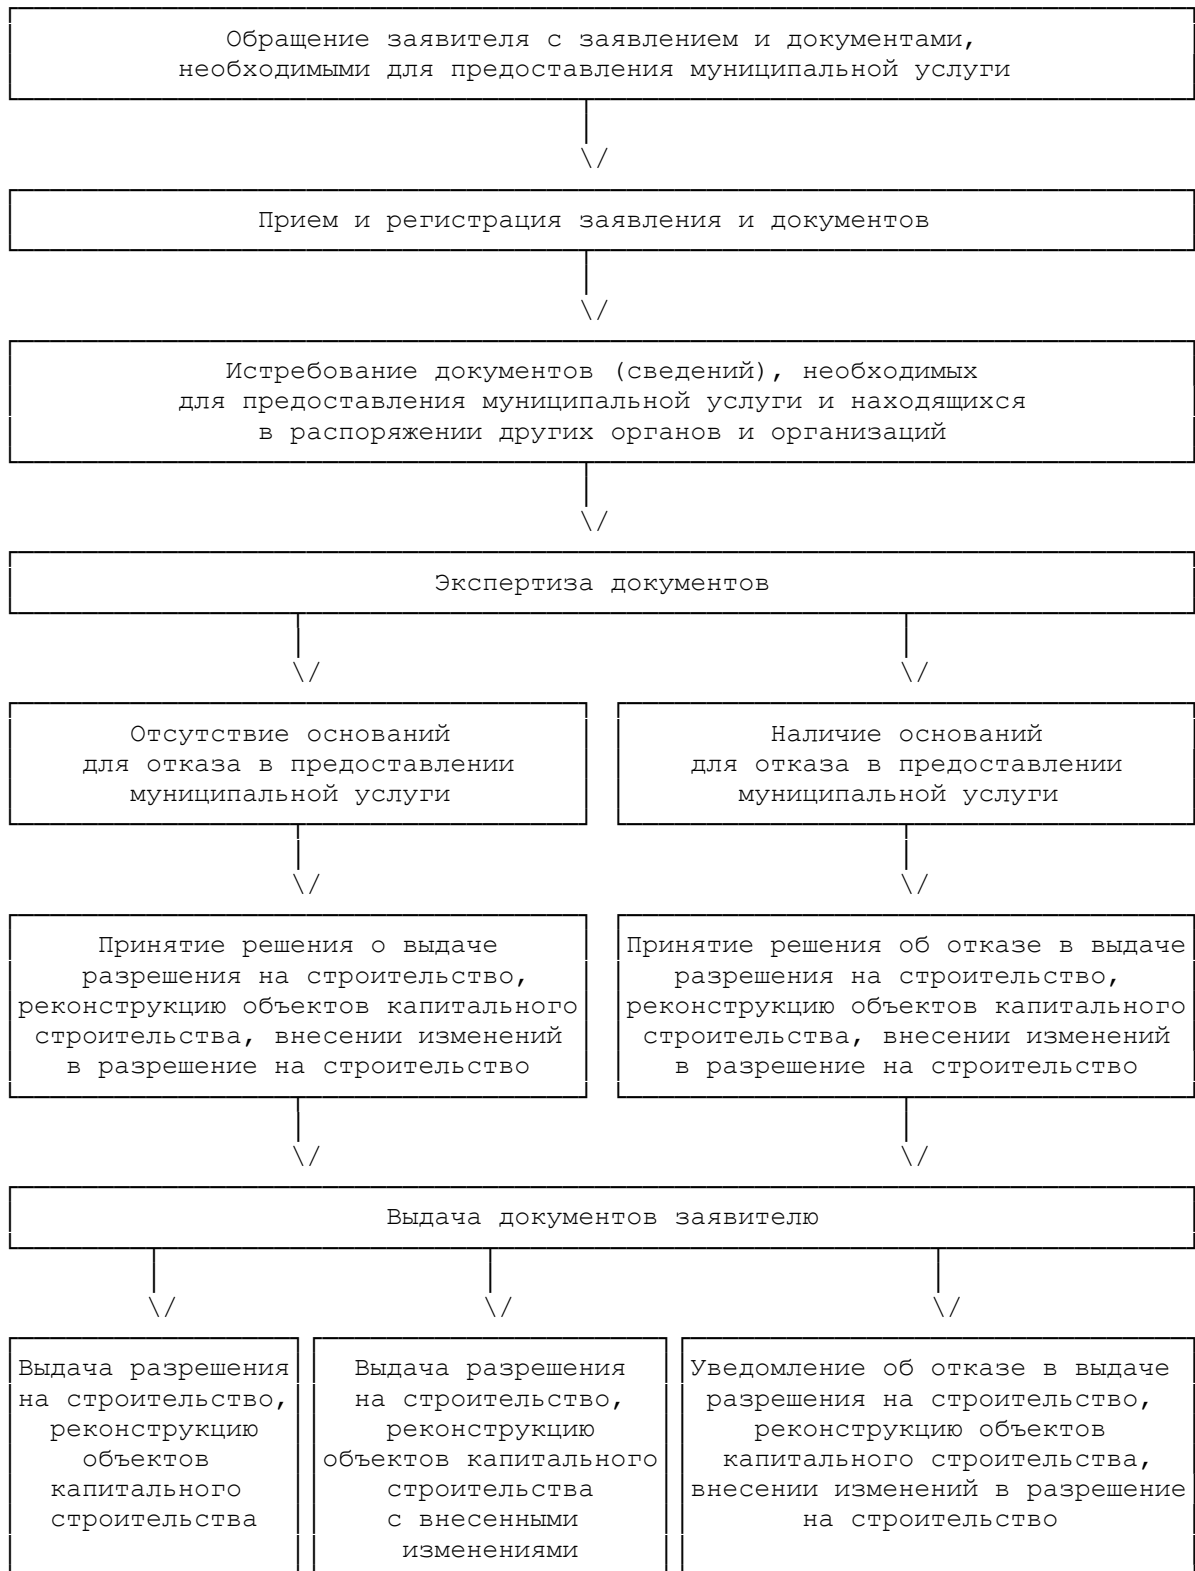 Обращение заявителя с заявлением и документами,
необходимыми для предоставления муниципальной услуги
\/
Прием и регистрация заявления и документов
\/
Истребование документов (сведений), необходимых
для предоставления муниципальной услуги и находящихся
в распоряжении других органов и организаций
\/
Экспертиза документов
\/
\/
Отсутствие оснований
для отказа в предоставлении
муниципальной услуги
Наличие оснований
для отказа в предоставлении
муниципальной услуги
\/
\/
Принятие решения о выдаче
разрешения на строительство,
реконструкцию объектов капитального
строительства, внесении изменений
в разрешение на строительство
Принятие решения об отказе в выдаче
разрешения на строительство,
реконструкцию объектов капитального
строительства, внесении изменений
в разрешение на строительство
\/
\/
Выдача документов заявителю
\/
\/
\/
Выдача разрешения
на строительство,
реконструкцию
объектов
капитального
строительства
Выдача разрешения
на строительство,
реконструкцию
объектов капитального
строительства
с внесенными
изменениями
Уведомление об отказе в выдаче
разрешения на строительство,
реконструкцию объектов
капитального строительства,
внесении изменений в разрешение
на строительство